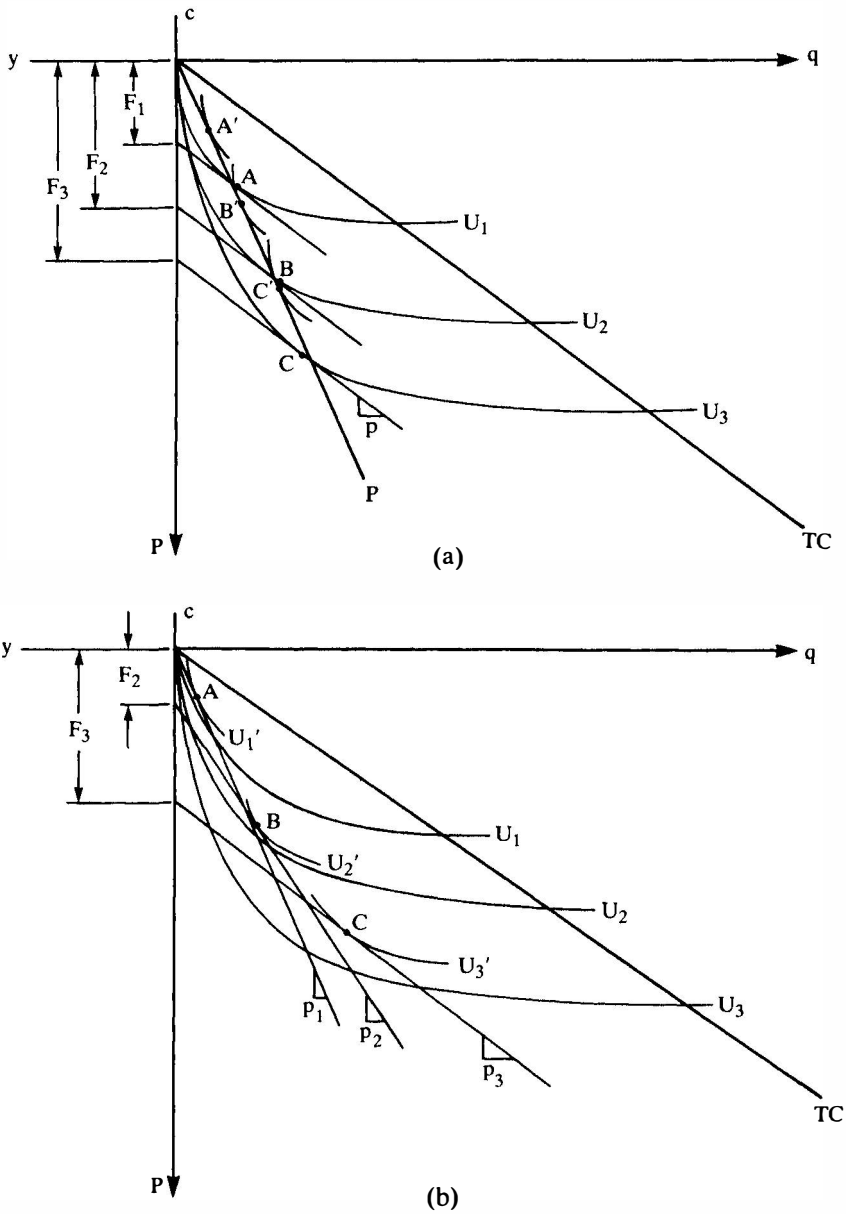 c
y
q
F₁
F₂
F₃
A′
A
B′
U₁
B
C′
U₂
C
U₃
p
P
TC
P
(a)
c
y
q
F₂
A
F₃
U₁′
B
U₁
U₂′
U₂
C
U₃′
U₃
p₁
p₂
p₃
TC
P
(b)